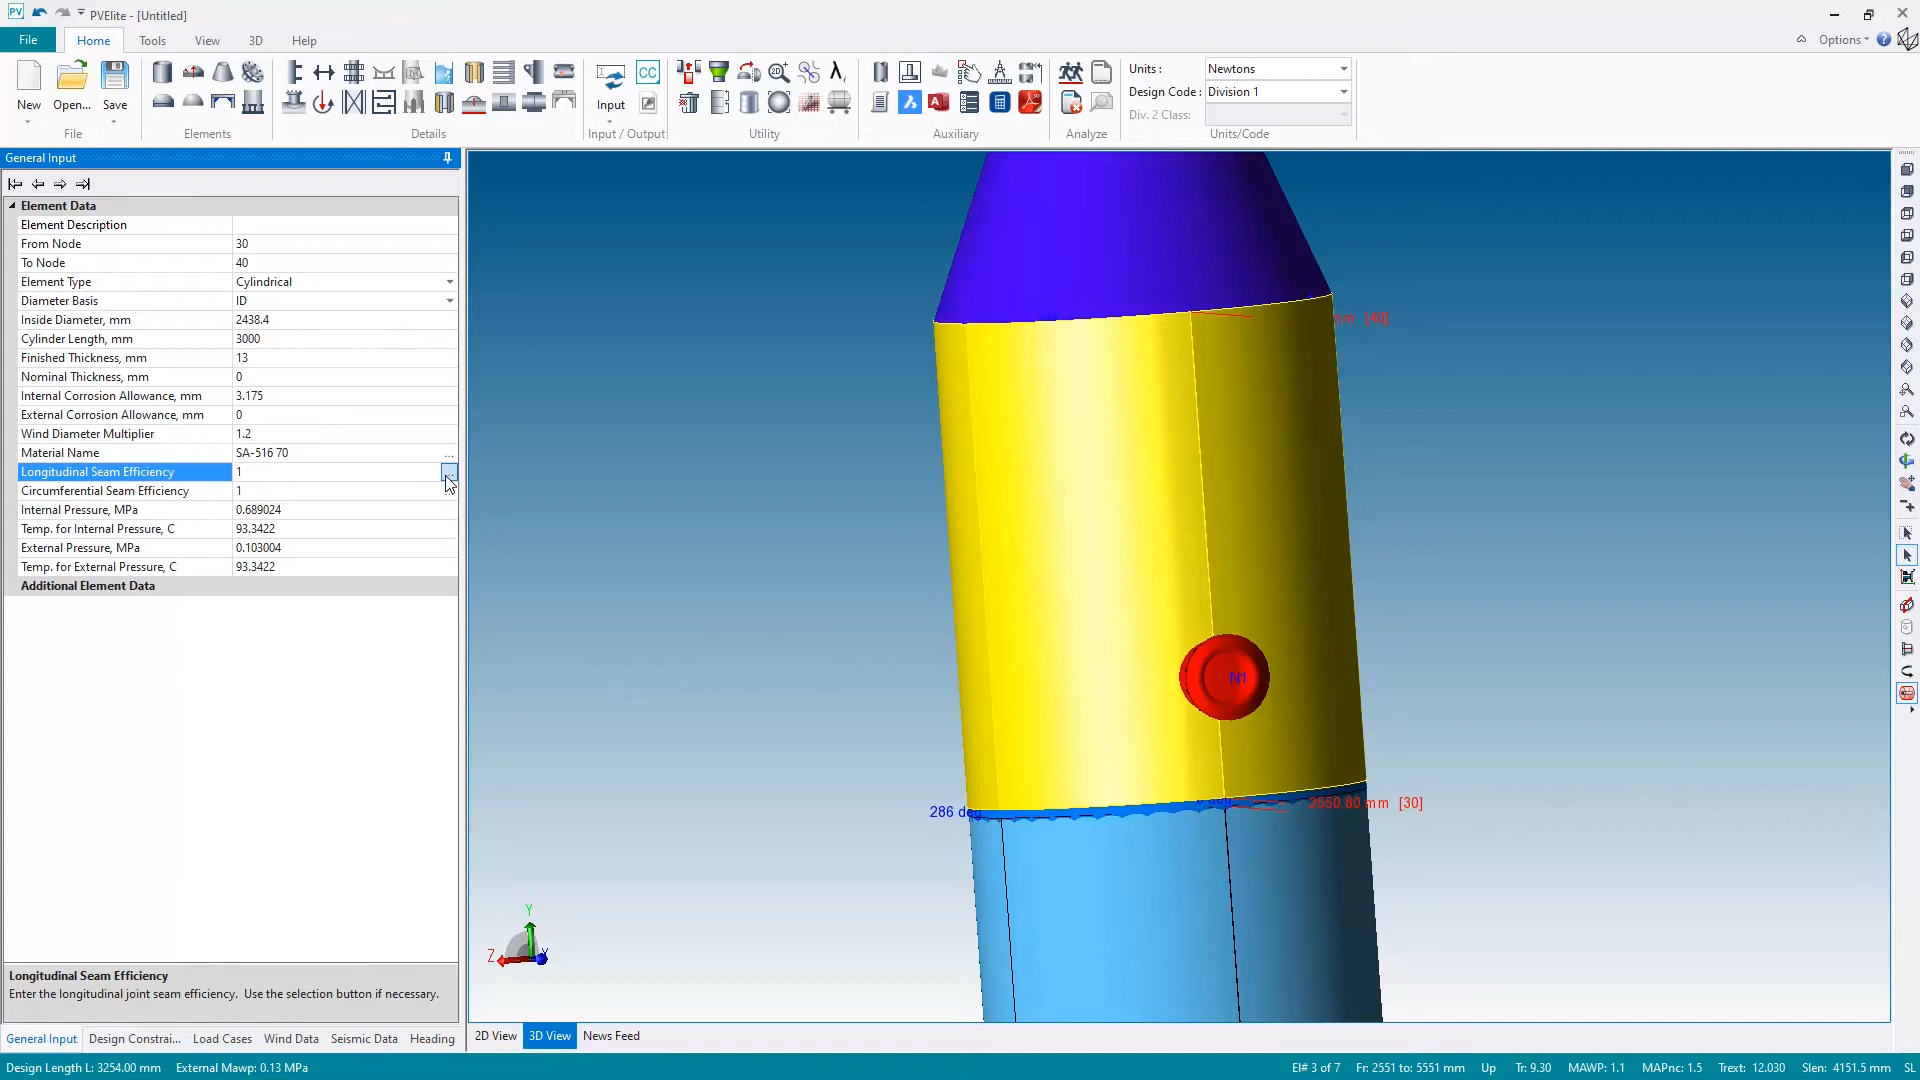 PVElite - [Untitled]
File
Home
Tools
View
3D
Help
Options
New
Open...
Save
File
Elements
Details
Input
Input / Output
Utility
Auxiliary
Analyze
Units :
Newtons
Design Code :
Division 1
Div. 2 Class:
Units/Code
General Input
Element Data
Element Description
From Node
30
To Node
40
Element Type
Cylindrical
Diameter Basis
ID
Inside Diameter, mm
2438.4
Cylinder Length, mm
3000
Finished Thickness, mm
13
Nominal Thickness, mm
0
Internal Corrosion Allowance, mm
3.175
External Corrosion Allowance, mm
0
Wind Diameter Multiplier
1.2
Material Name
SA-516 70
...
Longitudinal Seam Efficiency
1
Circumferential Seam Efficiency
1
Internal Pressure, MPa
0.689024
Temp. for Internal Pressure, C
93.3422
External Pressure, MPa
0.103004
Temp. for External Pressure, C
93.3422
Additional Element Data
mm [40]
N1
286 deg
2550.80 mm [30]
Y
Z
X
Longitudinal Seam Efficiency
Enter the longitudinal joint seam efficiency. Use the selection button if necessary.
General Input
Design Constrai...
Load Cases
Wind Data
Seismic Data
Heading
2D View
3D View
News Feed
Design Length L: 3254.00 mm
External Mawp: 0.13 MPa
El# 3 of 7
Fr: 2551 to: 5551 mm
Up
Tr: 9.30
MAWP: 1.1
MAPnc: 1.5
Trext: 12.030
Slen: 4151.5 mm
SL